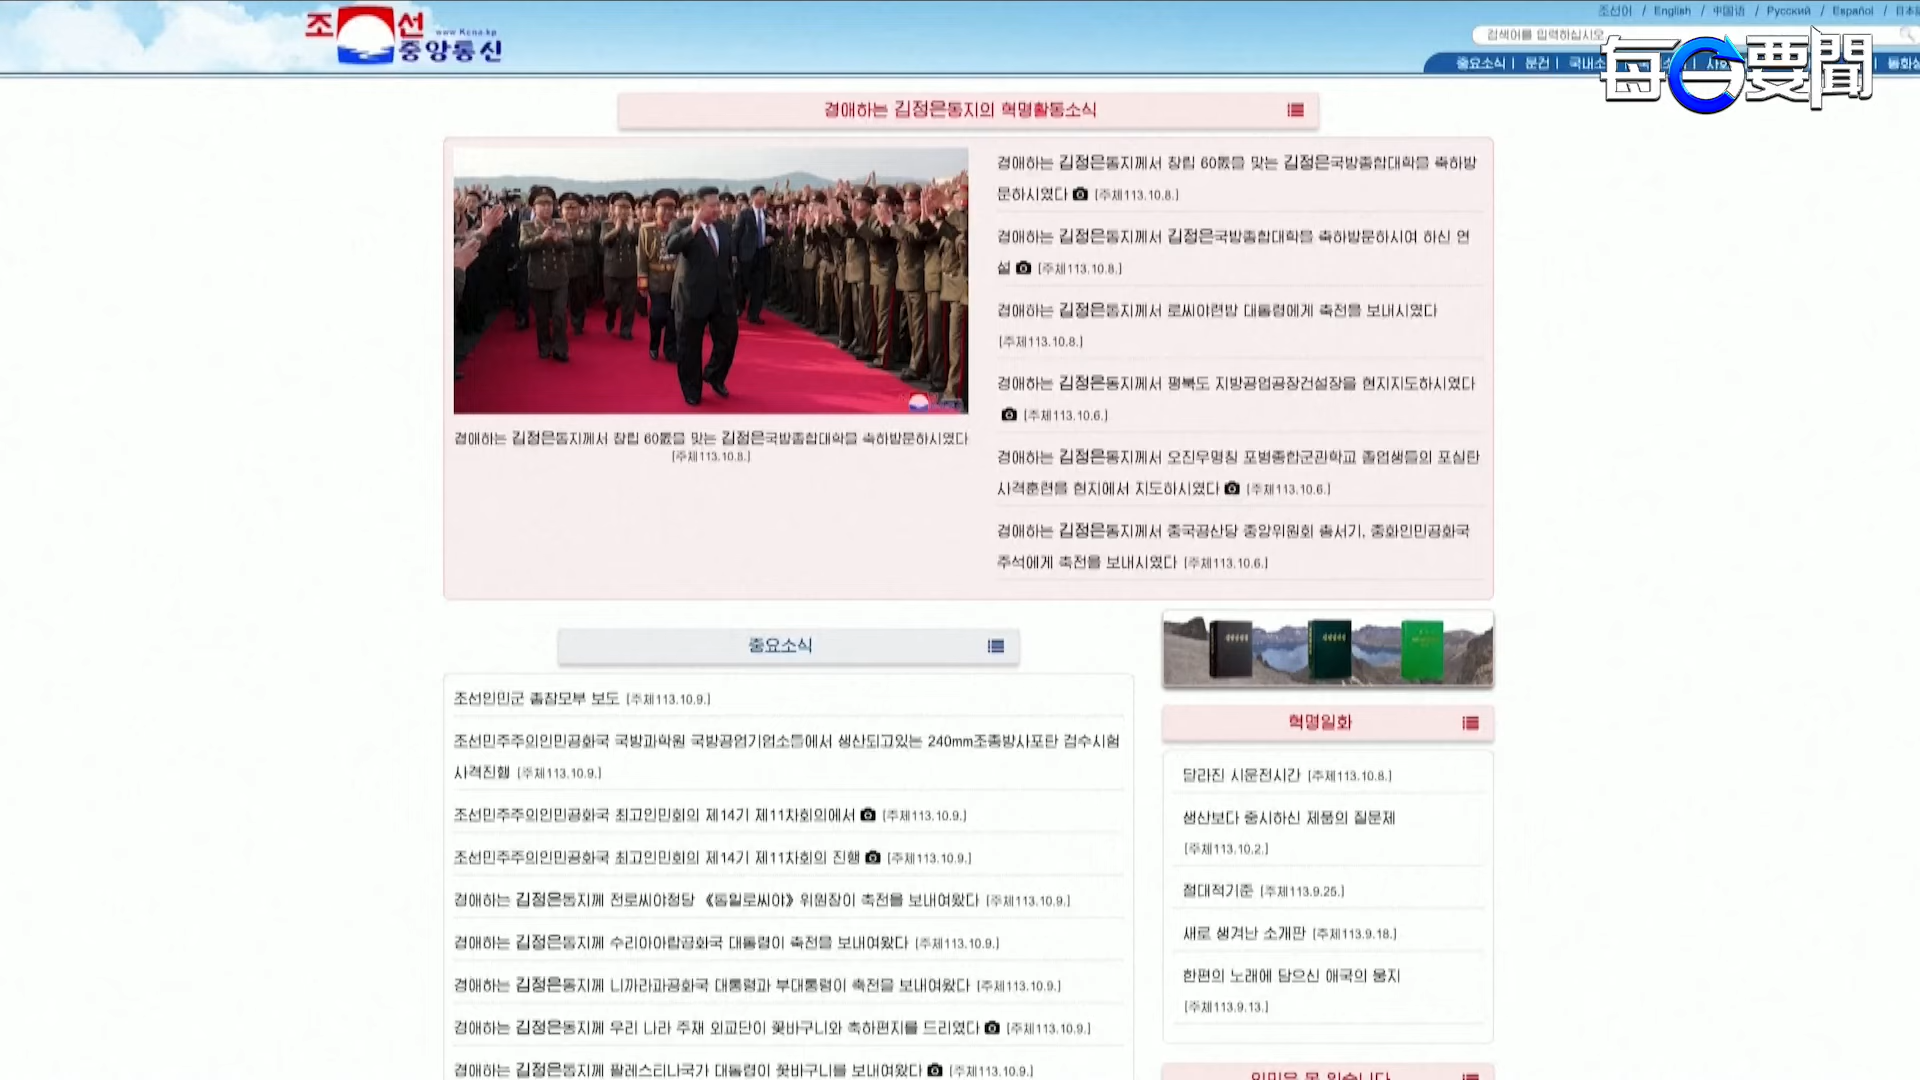 조선어 / English / 中国语 / Русский / Español /
조선
www.kcna.kp
중앙통신
검색어를 입력하십시오
중요소식 | 문건 |
每日要聞
경애하는 김정은동지의 혁명활동소식
경애하는 김정은동지께서 창립 60돐을 맞는 김정은국방종합대학을 축하방
문하시였다 [주체113.10.8.]
경애하는 김정은동지께서 김정은국방종합대학을 축하방문하시여 하신 연
설 [주체113.10.8.]
경애하는 김정은동지께서 로씨야련방 대통령에게 축전을 보내시였다
[주체113.10.8.]
경애하는 김정은동지께서 평북도 지방공업공장건설장을 현지지도하시였다
[주체113.10.6.]
경애하는 김정은동지께서 오진우명칭 포병종합군관학교 졸업생들의 포실탄
사격훈련을 현지에서 지도하시였다 [주체113.10.6.]
경애하는 김정은동지께서 중국공산당 중앙위원회 총서기, 중화인민공화국
주석에게 축전을 보내시였다 [주체113.10.6.]
경애하는 김정은동지께서 창립 60돐을 맞는 김정은국방종합대학을 축하방문하시였다
[주체113.10.8.]
중요소식
조선인민군 총참모부 보도 [주체113.10.9.]
조선민주주의인민공화국 국방과학원 국방공업기업소들에서 생산되고있는 240mm조종방사포탄 검수시험
사격진행 [주체113.10.9.]
조선민주주의인민공화국 최고인민회의 제14기 제11차회의에서 [주체113.10.9.]
조선민주주의인민공화국 최고인민회의 제14기 제11차회의 진행 [주체113.10.9.]
경애하는 김정은동지께 전로씨야정당 《통일로씨야》 위원장이 축전을 보내여왔다 [주체113.10.9.]
경애하는 김정은동지께 수리아아랍공화국 대통령이 축전을 보내여왔다 [주체113.10.9.]
경애하는 김정은동지께 니까라과공화국 대통령과 부대통령이 축전을 보내여왔다 [주체113.10.9.]
경애하는 김정은동지께 우리 나라 주재 외교단이 꽃바구니와 축하편지를 드리였다 [주체113.10.9.]
경애하는 김정은동지께 팔레스티나국가 대통령이 꽃바구니를 보내여왔다 [주체113.10.9.]
혁명일화
달라진 시운전시간 [주체113.10.8.]
생산보다 중시하신 제품의 질문제
[주체113.10.2.]
절대적기준 [주체113.9.25.]
새로 생겨난 소개판 [주체113.9.18.]
한편의 노래에 담으신 애국의 뜻지
[주체113.9.13.]